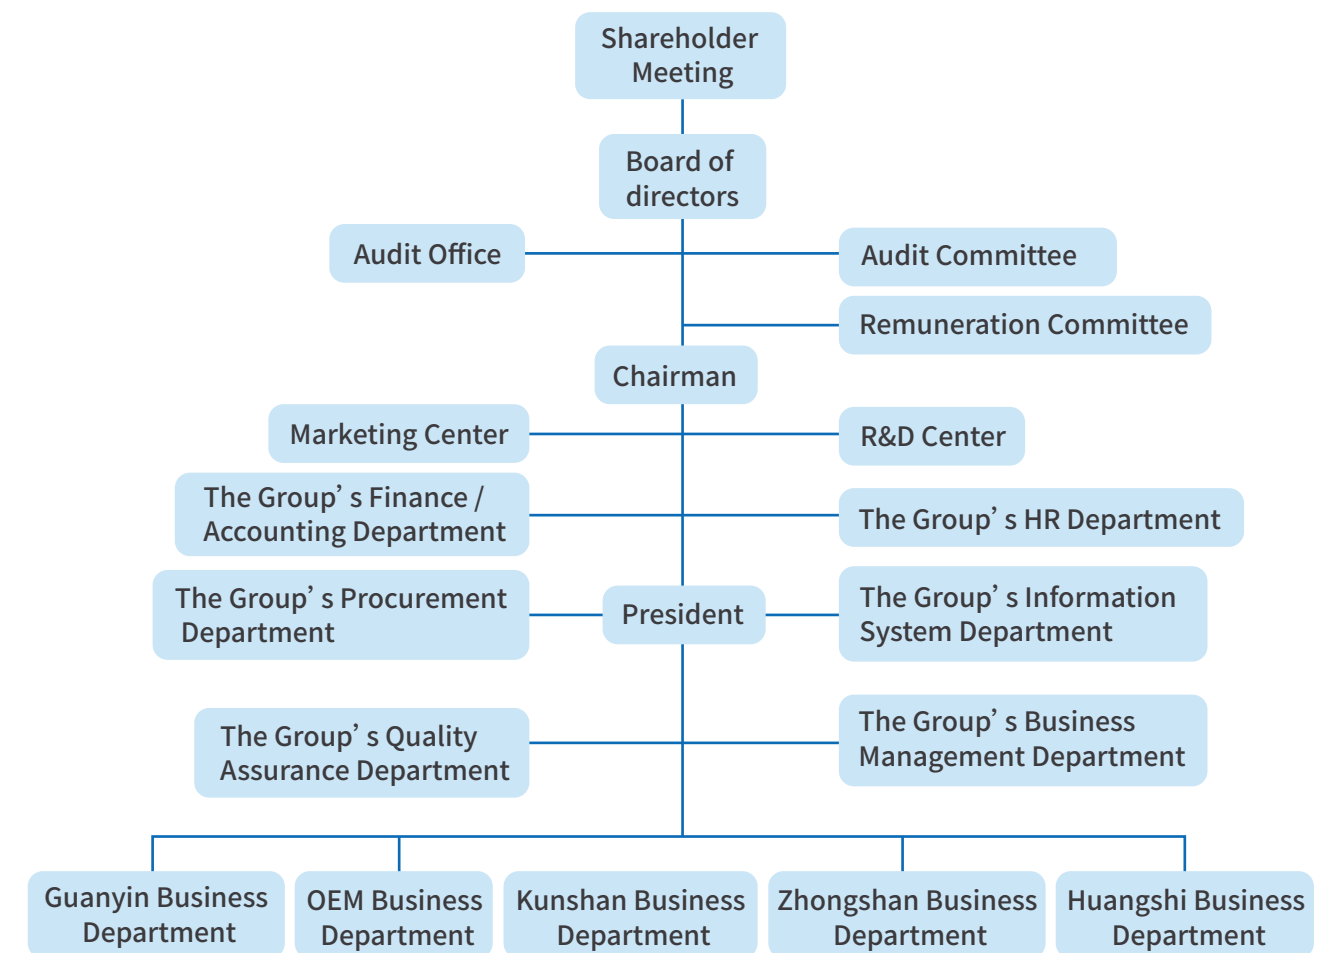 Shareholder
Meeting
Board of
directors
Audit Office
Audit Committee
Remuneration Committee
Chairman
Marketing Center
R&D Center
The Group’s Finance /
Accounting Department
The Group’s HR Department
The Group’s Procurement
Department
President
The Group’s Information
System Department
The Group’s Quality
Assurance Department
The Group’s Business
Management Department
Guanyin Business
Department
OEM Business
Department
Kunshan Business
Department
Zhongshan Business
Department
Huangshi Business
Department